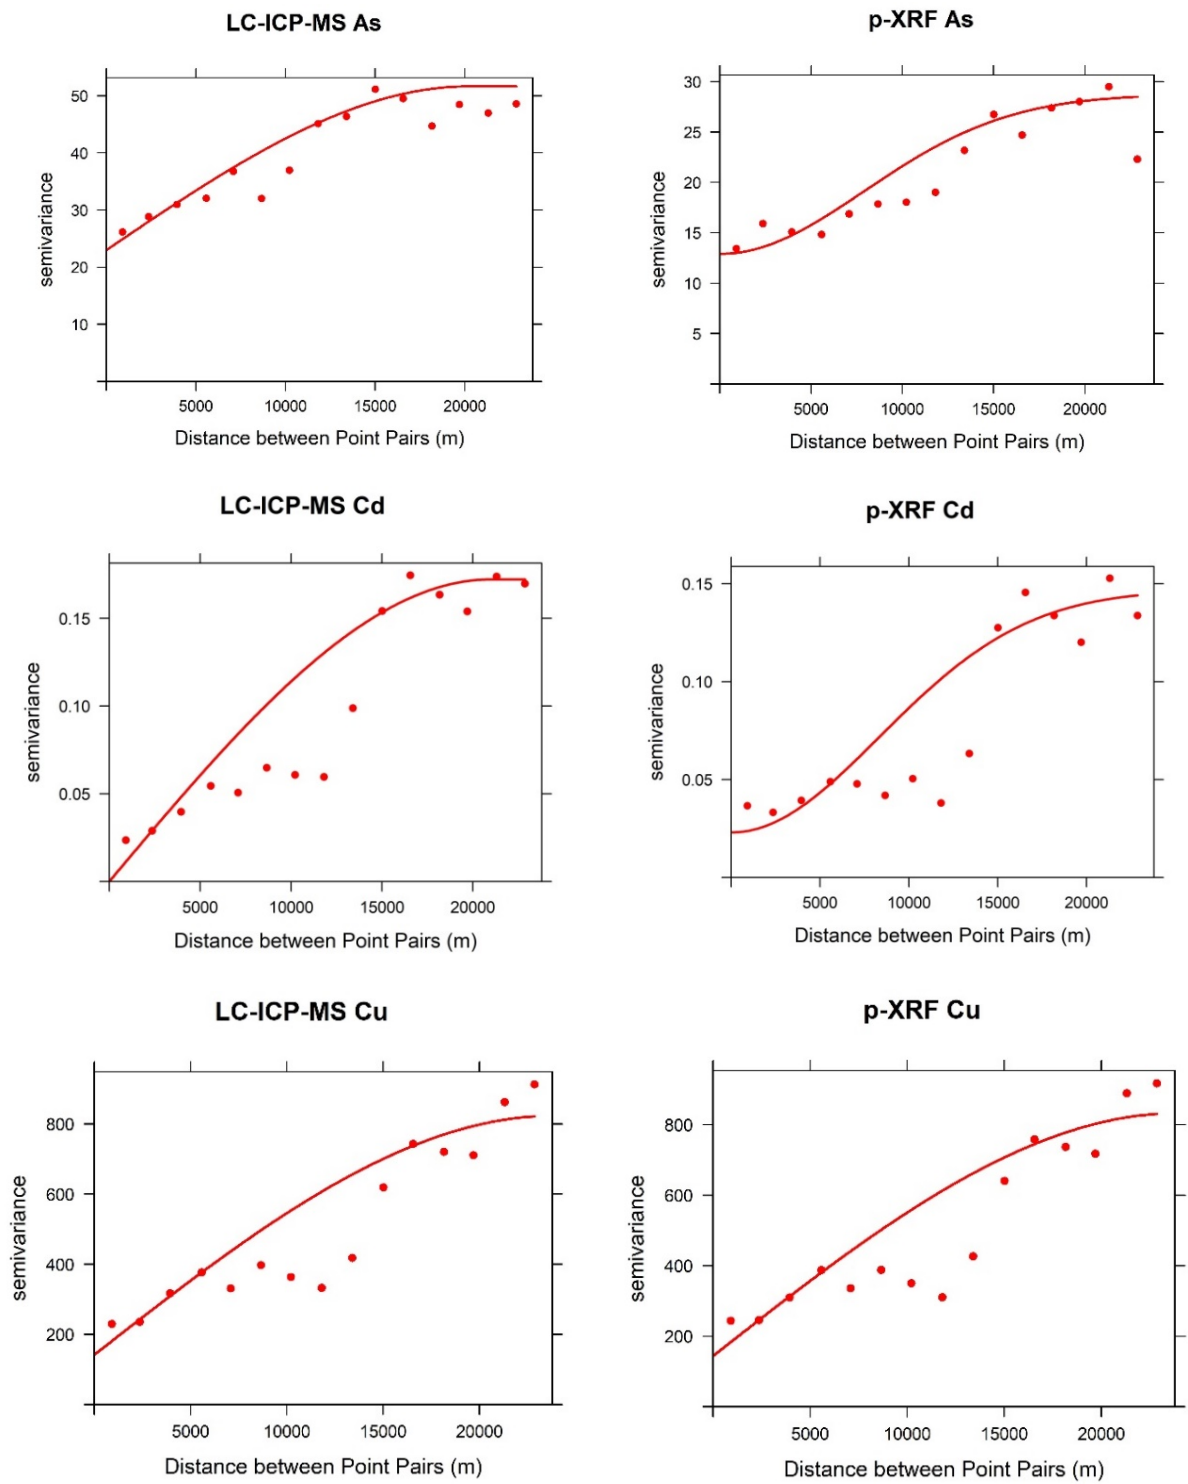 LC-ICP-MS As
50
40
30
20
10
semivariance
5000 10000 15000 20000
Distance between Point Pairs (m)
p-XRF As
30
25
20
15
10
5
semivariance
5000 10000 15000 20000
Distance between Point Pairs (m)
LC-ICP-MS Cd
0.15
0.10
0.05
semivariance
5000 10000 15000 20000
Distance between Point Pairs (m)
p-XRF Cd
0.15
0.10
0.05
semivariance
5000 10000 15000 20000
Distance between Point Pairs (m)
LC-ICP-MS Cu
800
600
400
200
semivariance
5000 10000 15000 20000
Distance between Point Pairs (m)
p-XRF Cu
800
600
400
200
semivariance
5000 10000 15000 20000
Distance between Point Pairs (m)